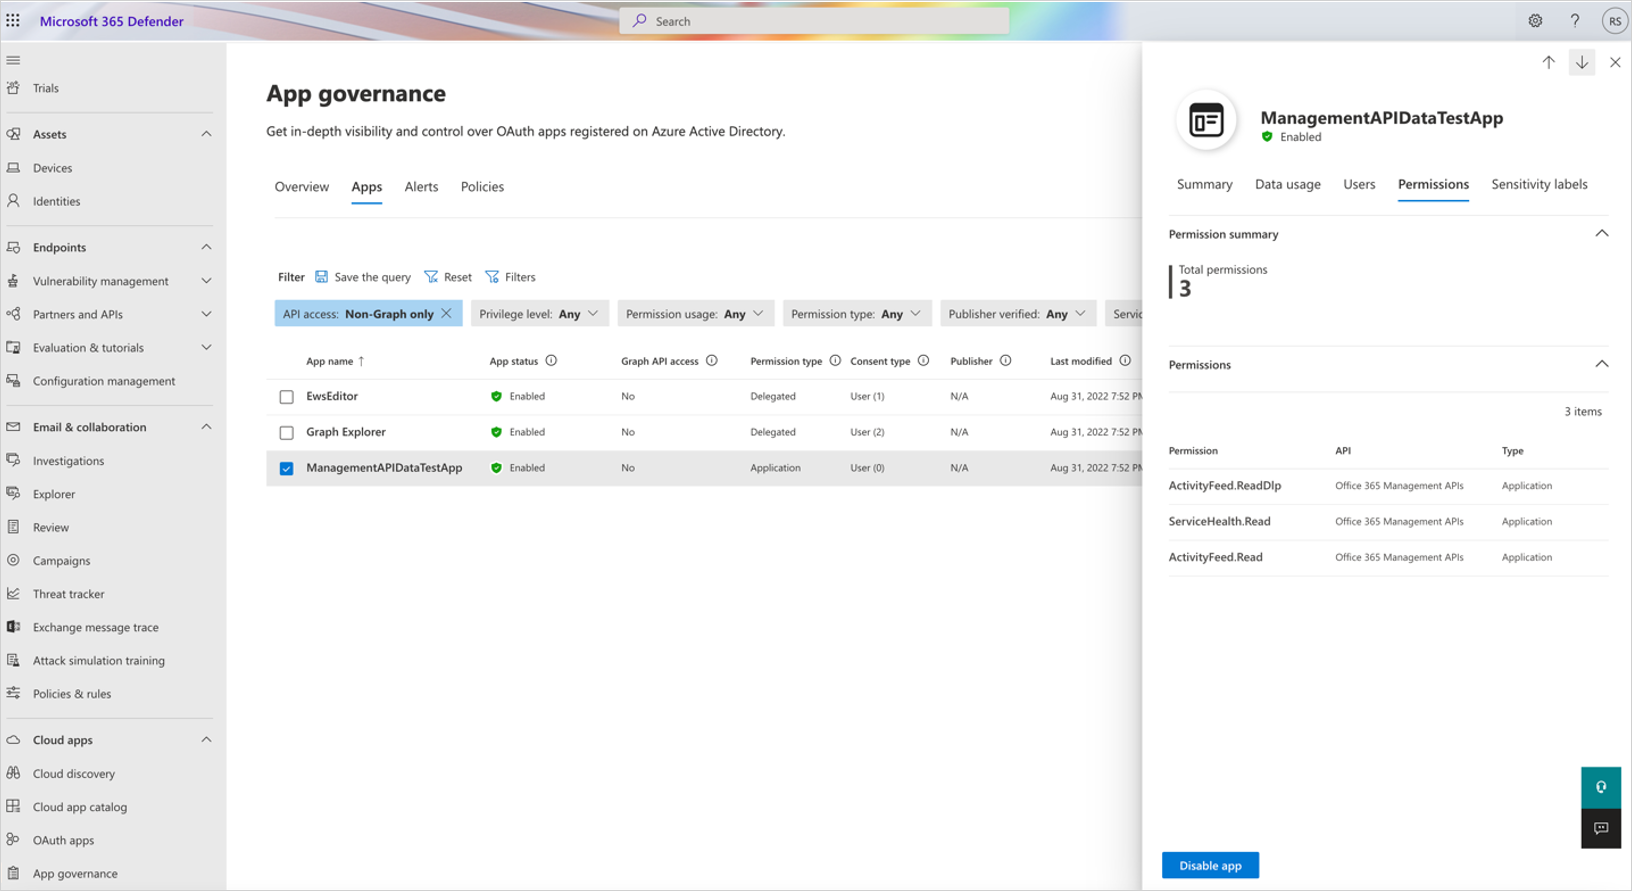 Microsoft 365 Defender
Search
?
RS
Trials
Assets
Devices
Identities
Endpoints
Vulnerability management
Partners and APIs
Evaluation & tutorials
Configuration management
Email & collaboration
Investigations
Explorer
Review
Campaigns
Threat tracker
Exchange message trace
Attack simulation training
Policies & rules
Cloud apps
Cloud discovery
Cloud app catalog
OAuth apps
App governance
App governance
Get in-depth visibility and control over OAuth apps registered on Azure Active Directory.
Overview Apps Alerts Policies
Filter Save the query Reset Filters
API access: Non-Graph only Privilege level: Any Permission usage: Any Permission type: Any Publisher verified: Any Servic
App name ↑ App status Graph API access Permission type Consent type Publisher Last modified
EwsEditor Enabled No Delegated User (1) N/A Aug 31, 2022 7:52 PM
Graph Explorer Enabled No Delegated User (2) N/A Aug 31, 2022 7:52 PM
ManagementAPIDataTestApp Enabled No Application User (0) N/A Aug 31, 2022 7:52 PM
ManagementAPIDataTestApp
Enabled
Summary Data usage Users Permissions Sensitivity labels
Permission summary
Total permissions
3
Permissions
3 items
Permission API Type
ActivityFeed.ReadDlp Office 365 Management APIs Application
ServiceHealth.Read Office 365 Management APIs Application
ActivityFeed.Read Office 365 Management APIs Application
Disable app